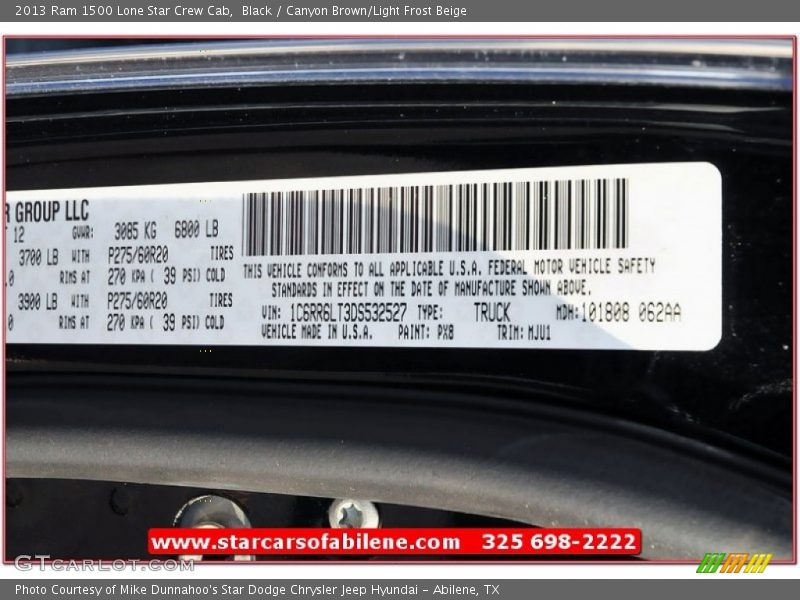 2013 Ram 1500 Lone Star Crew Cab,  Black / Canyon Brown/Light Frost Beige
R GROUP LLC
12 GVWR: 3085 KG 6800 LB
3700 LB WITH P275/60R20 TIRES
RIMS AT 270 KPA ( 39 PSI) COLD
3900 LB WITH P275/60R20 TIRES
RIMS AT 270 KPA ( 39 PSI) COLD
THIS VEHICLE CONFORMS TO ALL APPLICABLE U.S.A. FEDERAL MOTOR VEHICLE SAFETY
STANDARDS IN EFFECT ON THE DATE OF MANUFACTURE SHOWN ABOVE.
VIN: 1C6RR6LT3DS532527 TYPE: TRUCK MDH:101808 062AA
VEHICLE MADE IN U.S.A. PAINT: PX8 TRIM: MJU1
www.starcarsofabilene.com 325 698-2222
GTcarlot.com
Photo Courtesy of Mike Dunnahoo's Star Dodge Chrysler Jeep Hyundai - Abilene, TX